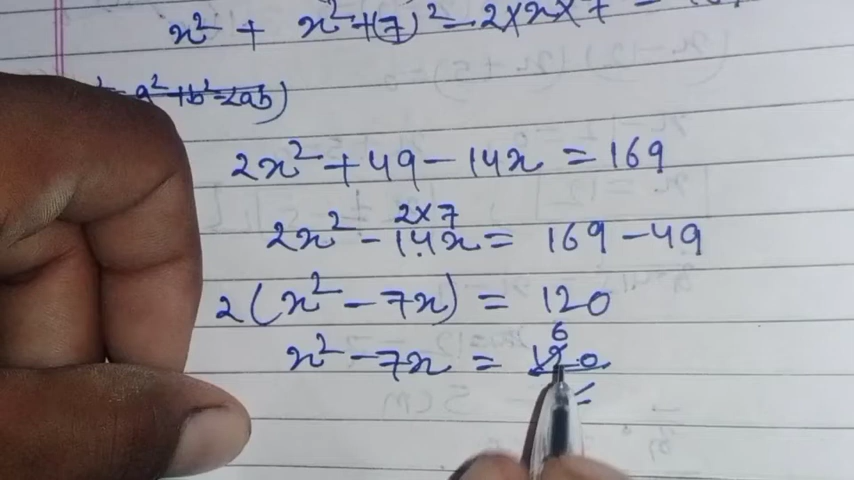 x² + x² + (7)² - 2×x×7 =
= a² + b² - 2ab)
2x² + 49 - 14x = 169
2×7
2x² - 14x = 169 - 49
2(x² - 7x) = 120
6
x² - 7x = 120